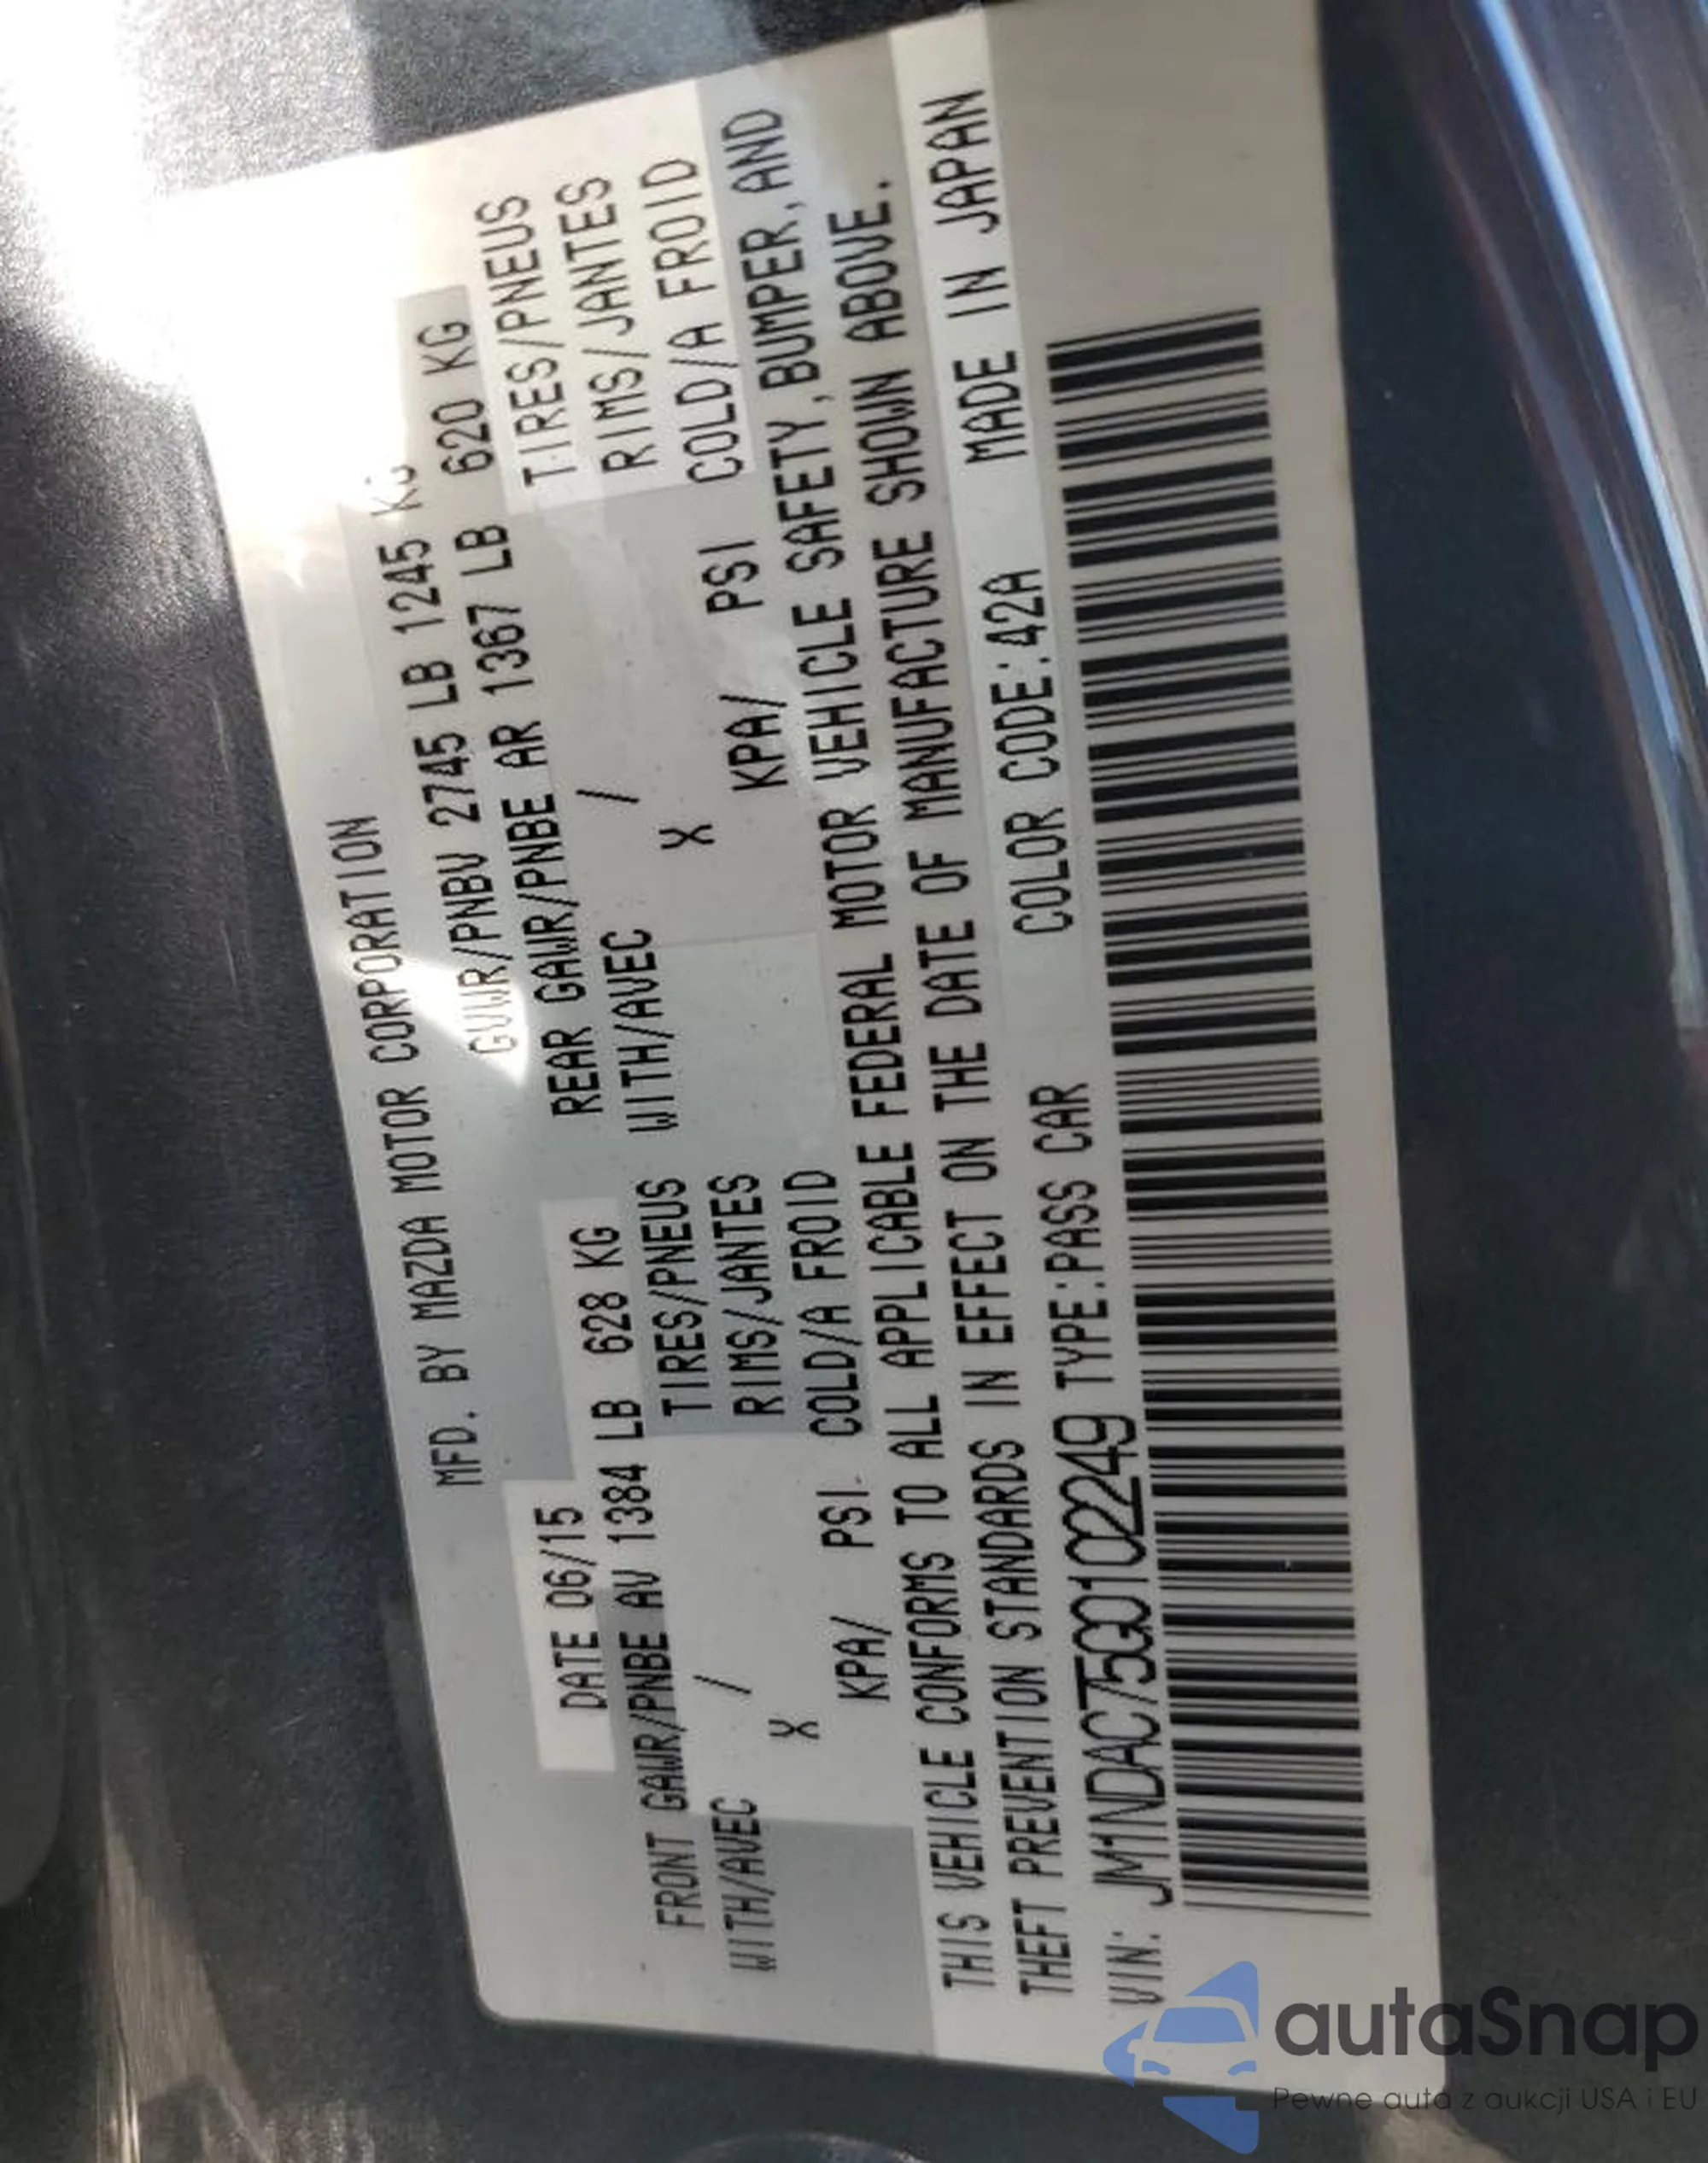 MFD. BY MAZDA MOTOR CORPORATION
DATE 06/15 GVWR/PNBV 2745 LB 1245 KG
FRONT GAWR/PNBE AV 1384 LB 628 KG REAR GAWR/PNBE AR 1367 LB 620 KG
WITH/AVEC / TIRES/PNEUS WITH/AVEC / TIRES/PNEUS
X RIMS/JANTES X RIMS/JANTES
KPA/ PSI COLD/A FROID KPA/ PSI COLD/A FROID
THIS VEHICLE CONFORMS TO ALL APPLICABLE FEDERAL MOTOR VEHICLE SAFETY, BUMPER, AND
THEFT PREVENTION STANDARDS IN EFFECT ON THE DATE OF MANUFACTURE SHOWN ABOVE.
VIN: JM1NDAC75G0102249 TYPE:PASS CAR COLOR CODE:42A MADE IN JAPAN
autaSnap
Pewne auta z aukcji USA i EU